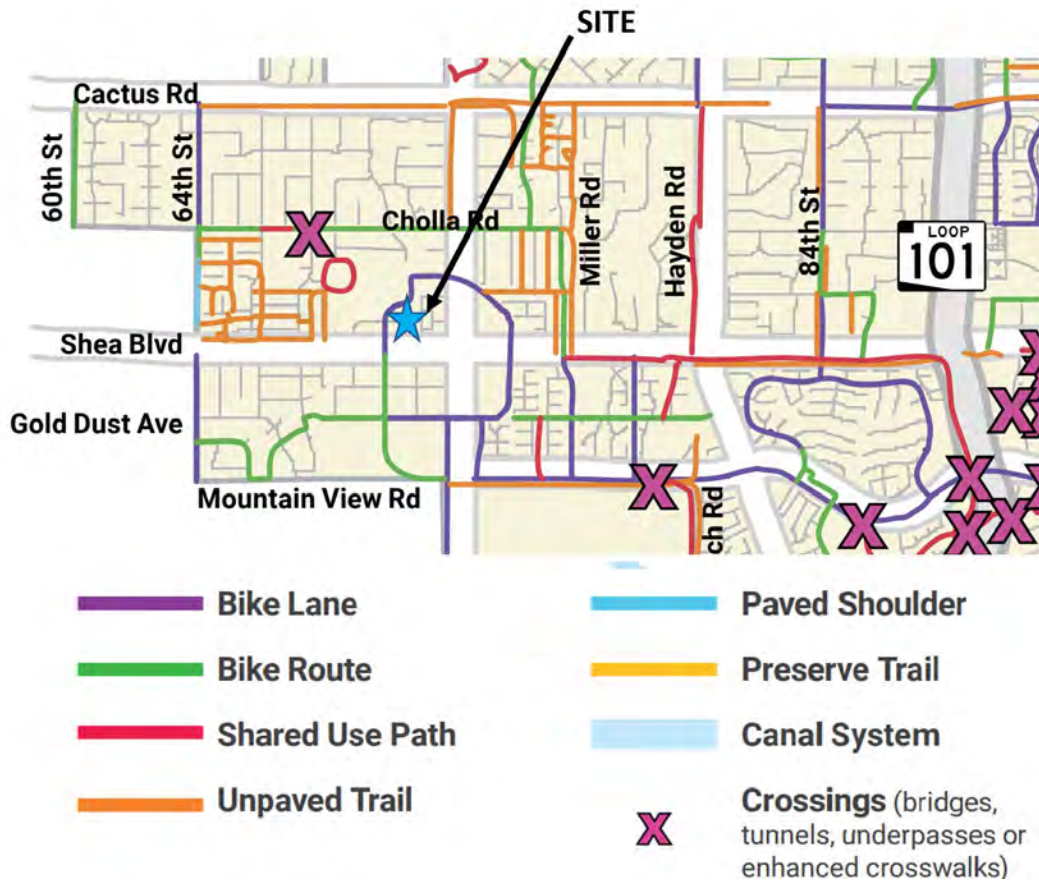 SITE
Cactus Rd
60th St
64th St
Cholla Rd
Miller Rd
Hayden Rd
84th St
LOOP
101
Shea Blvd
Gold Dust Ave
Mountain View Rd
ch Rd
Bike Lane
Bike Route
Shared Use Path
Unpaved Trail
Paved Shoulder
Preserve Trail
Canal System
Crossings (bridges,
tunnels, underpasses or
enhanced crosswalks)